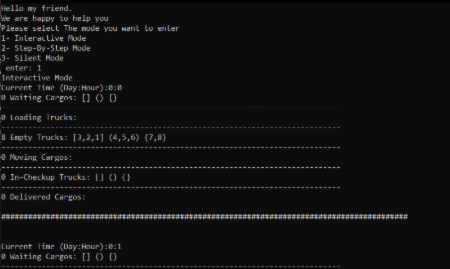 Hello my friend.
We are happy to help you
Please select The mode you want to enter
1- Interactive Mode
2- Step-By-Step Mode
3- Silent Mode
enter: 1
Interactive Mode
Current Time (Day:Hour):0:0
0 Waiting Cargos: [] () {}
--------------------------------------------------------------------------------
0 Loading Trucks:
--------------------------------------------------------------------------------
8 Empty Trucks: [3,2,1] (4,5,6) {7,8}
--------------------------------------------------------------------------------
0 Moving Cargos:
--------------------------------------------------------------------------------
0 In-Checkup Trucks: [] () {}
--------------------------------------------------------------------------------
0 Delivered Cargos:
################################################################################################
Current Time (Day:Hour):0:1
0 Waiting Cargos: [] () {}
--------------------------------------------------------------------------------